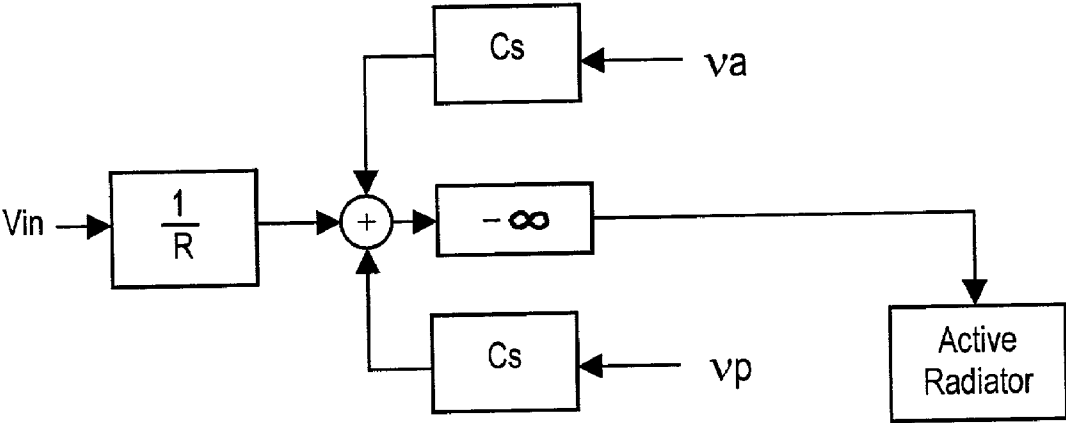 Cs
νa
Vin
1
R
+
− ∞
Cs
νp
Active
Radiator